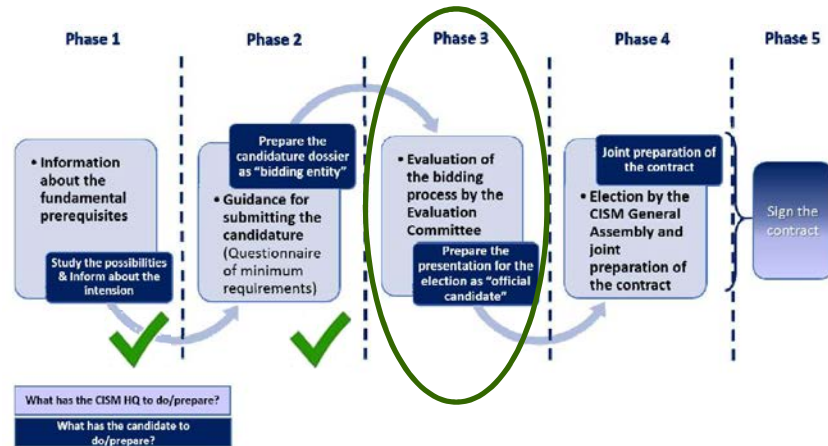 Phase 1
Phase 2
Phase 3
Phase 4
Phase 5
• Information
about the
fundamental
prerequisites
Study the possibilities
& Inform about the
intension
Prepare the
candidature dossier
as "bidding entity"
• Guidance for
submitting the
candidature
(Questionnaire
of minimum
requirements)
• Evaluation of
the bidding
process by the
Evaluation
Committee
Prepare the
presentation for the
election as "official
candidate"
Joint preparation of
the contract
• Election by the
CISM General
Assembly and
joint
preparation of
the contract
Sign the
contract
What has the CISM HQ to do/prepare?
What has the candidate to
do/prepare?